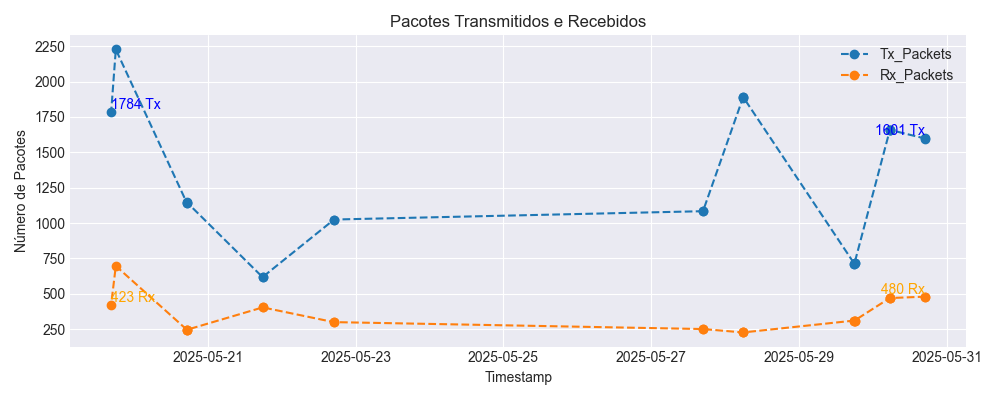 Pacotes Transmitidos e Recebidos
Número de Pacotes
2250
2000
1750
1500
1250
1000
750
500
250
Tx_Packets
Rx_Packets
1784 Tx
1601 Tx
423 Rx
480 Rx
2025-05-21
2025-05-23
2025-05-25
2025-05-27
2025-05-29
2025-05-31
Timestamp